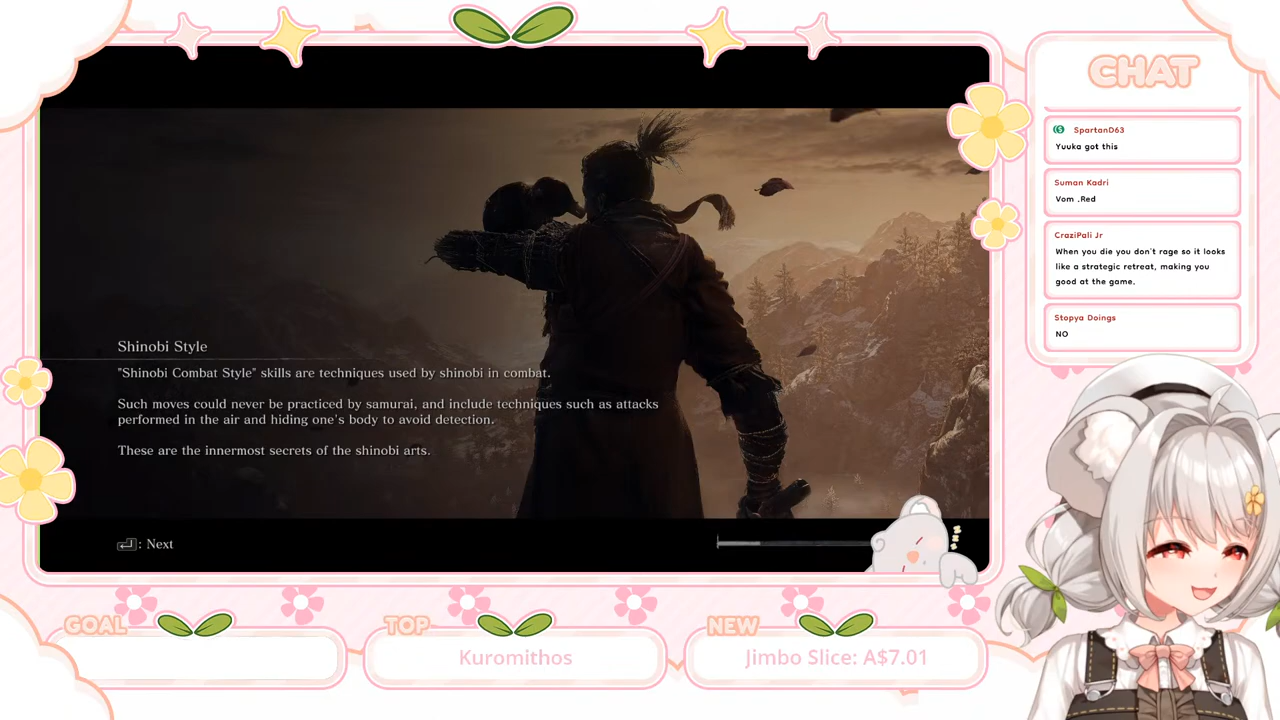 CHAT
SpartanD63
Yuuka got this
Suman Kadri
Vom .Red
CraziPali Jr
When you die you don't rage so it looks
like a strategic retreat, making you
good at the game.
Stopya Doings
NO
Shinobi Style
"Shinobi Combat Style" skills are techniques used by shinobi in combat.
Such moves could never be practiced by samurai, and include techniques such as attacks
performed in the air and hiding one's body to avoid detection.
These are the innermost secrets of the shinobi arts.
: Next
z z z
GOAL
TOP
Kuromithos
NEW
Jimbo Slice: A$7.01